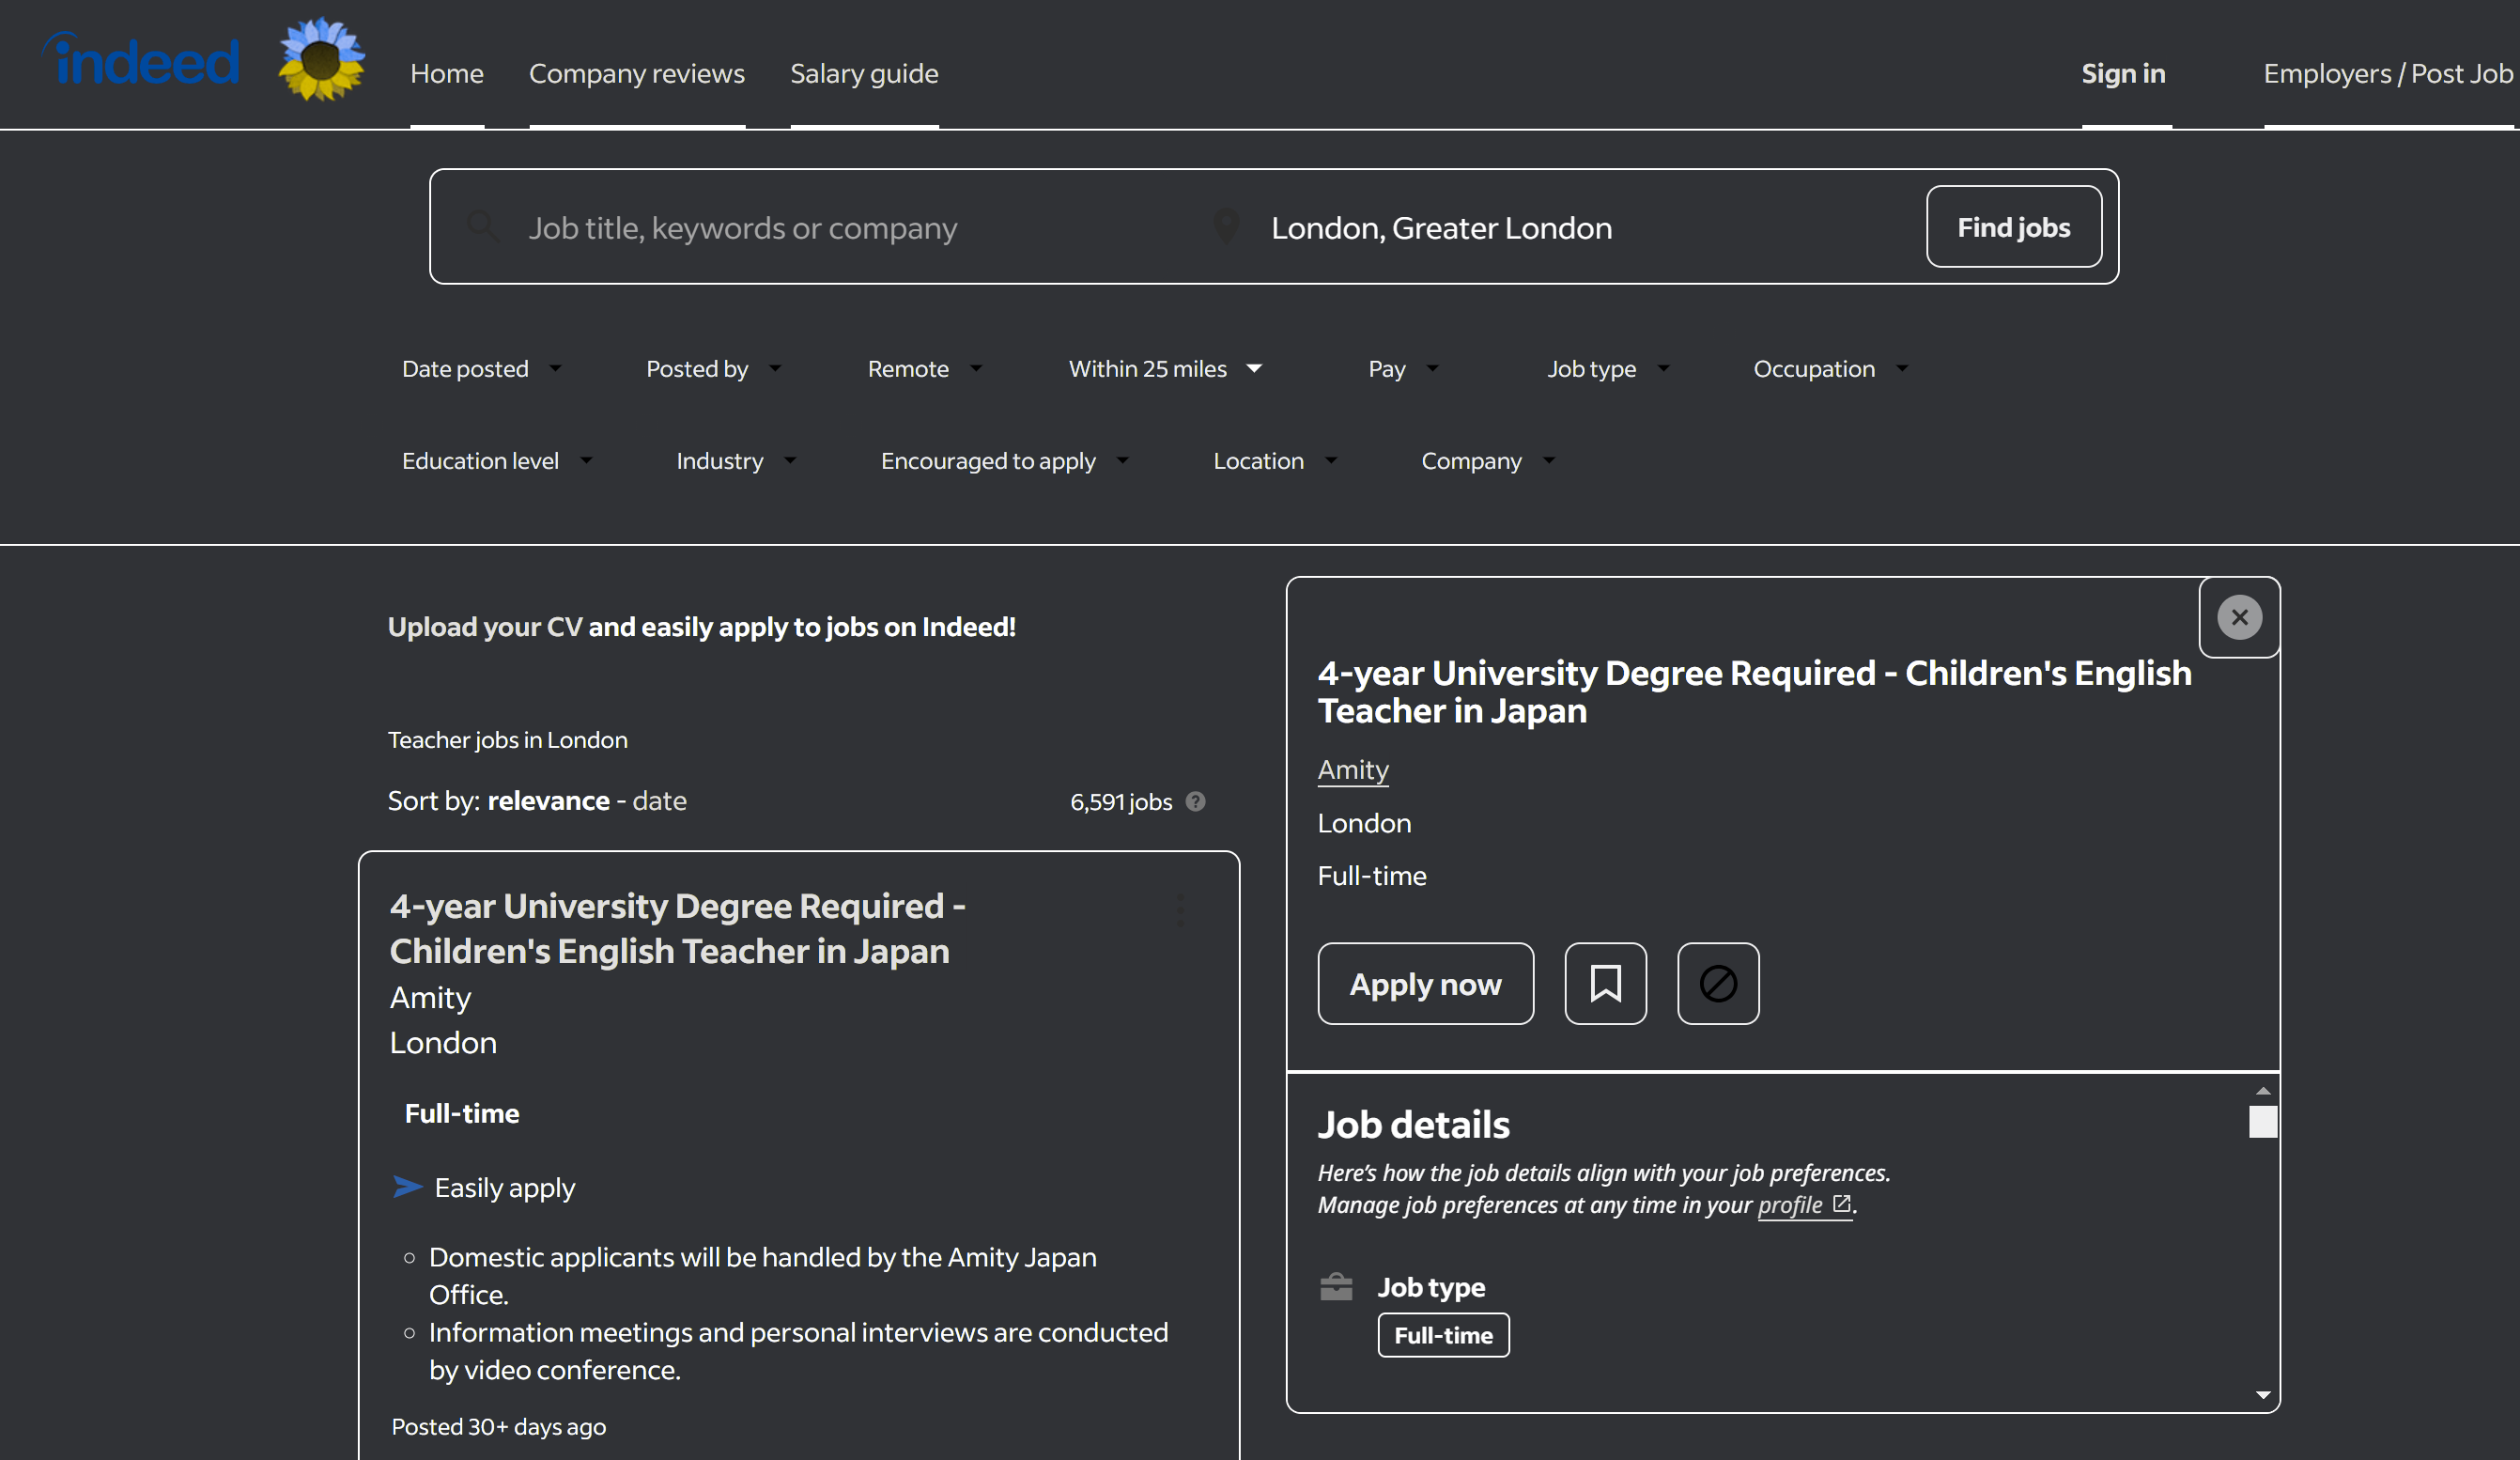 indeed
Home
Company reviews
Salary guide
Sign in
Employers / Post Job
Job title, keywords or company
London, Greater London
Find jobs
Date posted
Posted by
Remote
Within 25 miles
Pay
Job type
Occupation
Education level
Industry
Encouraged to apply
Location
Company
Upload your CV and easily apply to jobs on Indeed!
Teacher jobs in London
Sort by: relevance - date
6,591 jobs
4-year University Degree Required -
Children's English Teacher in Japan
Amity
London
Full-time
Easily apply
Domestic applicants will be handled by the Amity Japan
Office.
Information meetings and personal interviews are conducted
by video conference.
Posted 30+ days ago
4-year University Degree Required - Children's English
Teacher in Japan
Amity
London
Full-time
Apply now
Job details
Here’s how the job details align with your job preferences.
Manage job preferences at any time in your profile.
Job type
Full-time